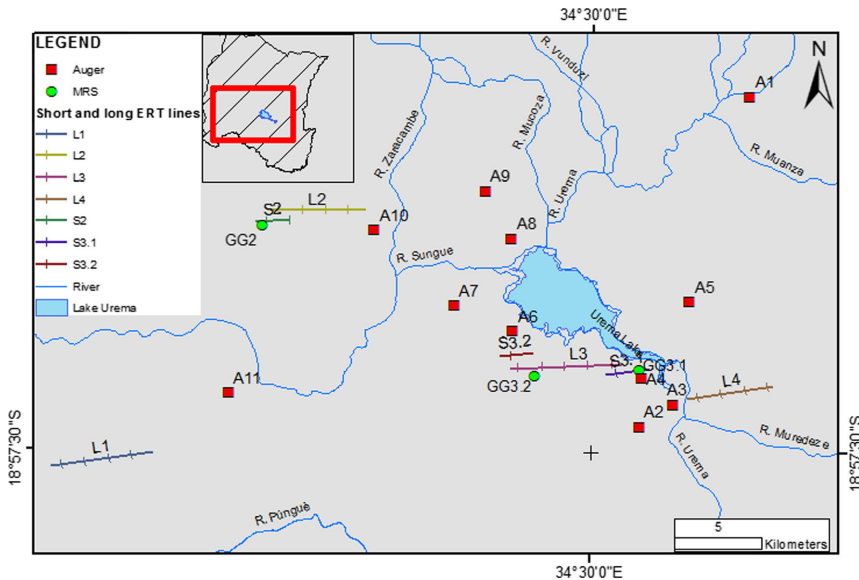 34°30'0"E
LEGEND
Auger
MRS
Short and long ERT lines
L1
L2
L3
L4
S2
S3.1
S3.2
River
Lake Urema
N
R. Vunduzi
A1
R. Mucoza
R. Zaracambe
R. Muanza
A9
R. Urema
S2
L2
A10
A8
GG2
R. Sungue
A7
A5
A6
Urema Lake
S3.2
L3
S3.
GG3.1
GG3.2
A4
A11
A3
L4
A2
18°57'30"S
L1
R. Muredeze
18°57'30"S
R. Urema
R. Púnguè
5
Kilometers
34°30'0"E